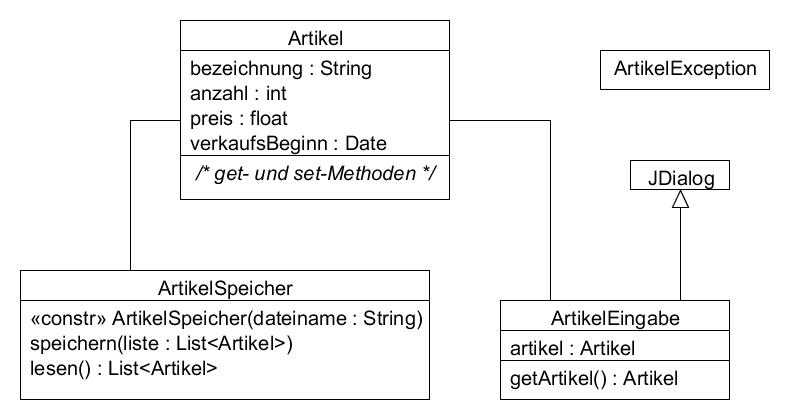 Artikel
bezeichnung : String
anzahl : int
preis : float
verkaufsBeginn : Date
/* get- und set-Methoden */
ArtikelException
JDialog
ArtikelSpeicher
«constr» ArtikelSpeicher(dateiname : String)
speichern(liste : List<Artikel>)
lesen() : List<Artikel>
ArtikelEingabe
artikel : Artikel
getArtikel() : Artikel